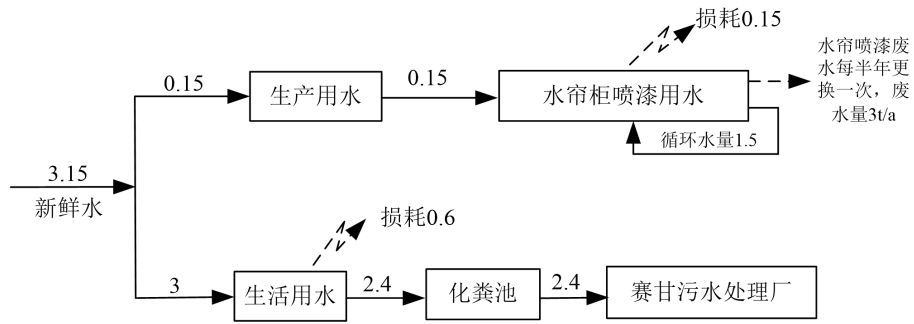 损耗0.15
水帘喷漆废
水每半年更
换一次，废
水量3t/a
0.15
生产用水
0.15
水帘柜喷漆用水
循环水量1.5
3.15
新鲜水
损耗0.6
3
生活用水
2.4
化粪池
2.4
赛甘污水处理厂